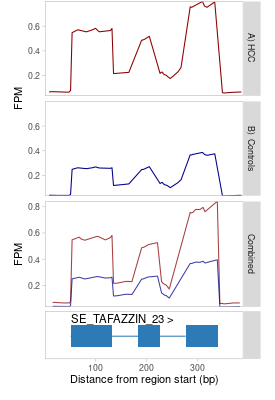 0.6
0.4
0.2
A) HCC
FPM
0.6
0.4
0.2
B) Controls
0.8
0.6
0.4
0.2
Combined
FPM
SE_TAFAZZIN_23 >
100 200 300
Distance from region start (bp)